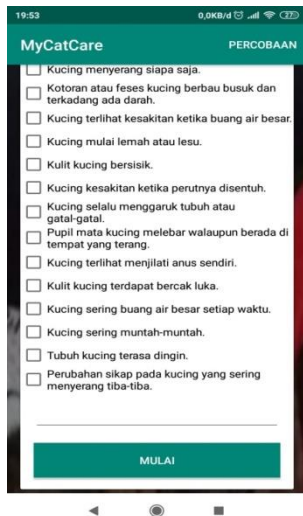 19:53
0,0KB/d
27
MyCatCare
PERCOBAAN
Kucing menyerang siapa saja.
Kotoran atau feses kucing berbau busuk dan
terkadang ada darah.
Kucing terlihat kesakitan ketika buang air besar.
Kucing mulai lemah atau lesu.
Kulit kucing bersisik.
Kucing kesakitan ketika perutnya disentuh.
Kucing selalu menggaruk tubuh atau
gatal-gatal.
Pupil mata kucing melebar walaupun berada di
tempat yang terang.
Kucing terlihat menjilati anus sendiri.
Kulit kucing terdapat bercak luka.
Kucing sering buang air besar setiap waktu.
Kucing sering muntah-muntah.
Tubuh kucing terasa dingin.
Perubahan sikap pada kucing yang sering
menyerang tiba-tiba.
MULAI